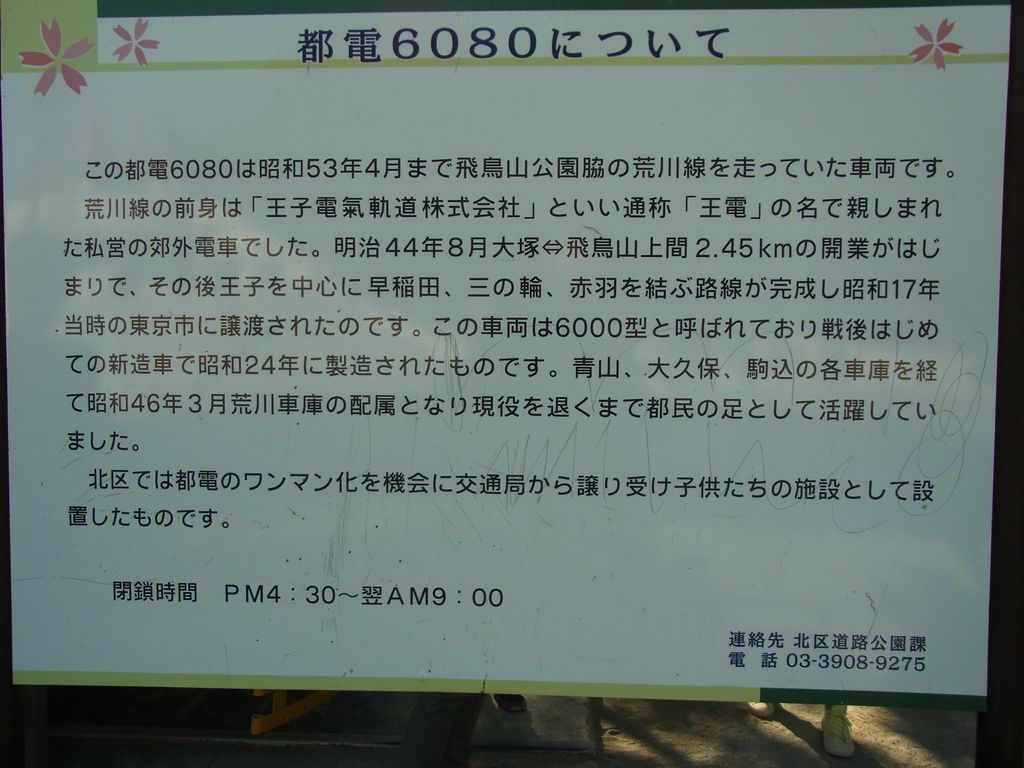 都電6080について
この都電6080は昭和53年4月まで飛鳥山公園脇の荒川線を走っていた車両です。
荒川線の前身は「王子電氣軌道株式会社」といい通称「王電」の名で親しまれ
た私営の郊外電車でした。明治44年8月大塚⇔飛鳥山上間2.45kmの開業がはじ
まりで、その後王子を中心に早稲田、三の輪、赤羽を結ぶ路線が完成し昭和17年
当時の東京市に譲渡されたのです。この車両は6000型と呼ばれており戦後はじめ
ての新造車で昭和24年に製造されたものです。青山、大久保、駒込の各車庫を経
て昭和46年3月荒川車庫の配属となり現役を退くまで都民の足として活躍してい
ました。
北区では都電のワンマン化を機会に交通局から譲り受け子供たちの施設として設
置したものです。
閉鎖時間 PM4:30～翌AM9:00
連絡先 北区道路公園課
電話 03-3908-9275